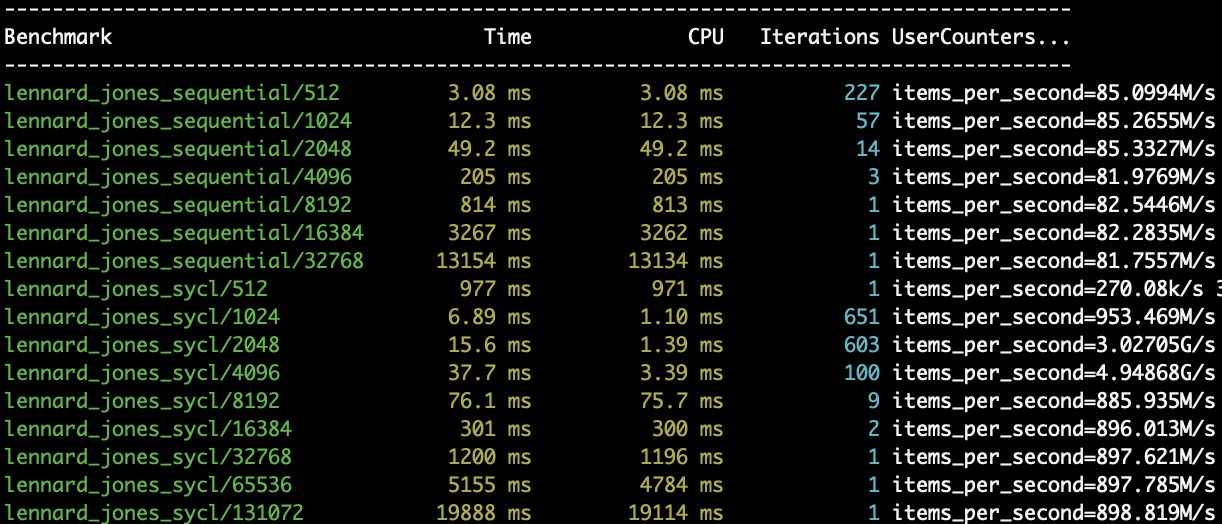 -----------------------------------------------------------------------------------------
Benchmark Time CPU Iterations UserCounters...
-----------------------------------------------------------------------------------------
lennard_jones_sequential/512 3.08 ms 3.08 ms 227 items_per_second=85.0994M/s
lennard_jones_sequential/1024 12.3 ms 12.3 ms 57 items_per_second=85.2655M/s
lennard_jones_sequential/2048 49.2 ms 49.2 ms 14 items_per_second=85.3327M/s
lennard_jones_sequential/4096 205 ms 205 ms 3 items_per_second=81.9769M/s
lennard_jones_sequential/8192 814 ms 813 ms 1 items_per_second=82.5446M/s
lennard_jones_sequential/16384 3267 ms 3262 ms 1 items_per_second=82.2835M/s
lennard_jones_sequential/32768 13154 ms 13134 ms 1 items_per_second=81.7557M/s
lennard_jones_sycl/512 977 ms 971 ms 1 items_per_second=270.08k/s 3
lennard_jones_sycl/1024 6.89 ms 1.10 ms 651 items_per_second=953.469M/s
lennard_jones_sycl/2048 15.6 ms 1.39 ms 603 items_per_second=3.02705G/s
lennard_jones_sycl/4096 37.7 ms 3.39 ms 100 items_per_second=4.94868G/s
lennard_jones_sycl/8192 76.1 ms 75.7 ms 9 items_per_second=885.935M/s
lennard_jones_sycl/16384 301 ms 300 ms 2 items_per_second=896.013M/s
lennard_jones_sycl/32768 1200 ms 1196 ms 1 items_per_second=897.621M/s
lennard_jones_sycl/65536 5155 ms 4784 ms 1 items_per_second=897.785M/s
lennard_jones_sycl/131072 19888 ms 19114 ms 1 items_per_second=898.819M/s